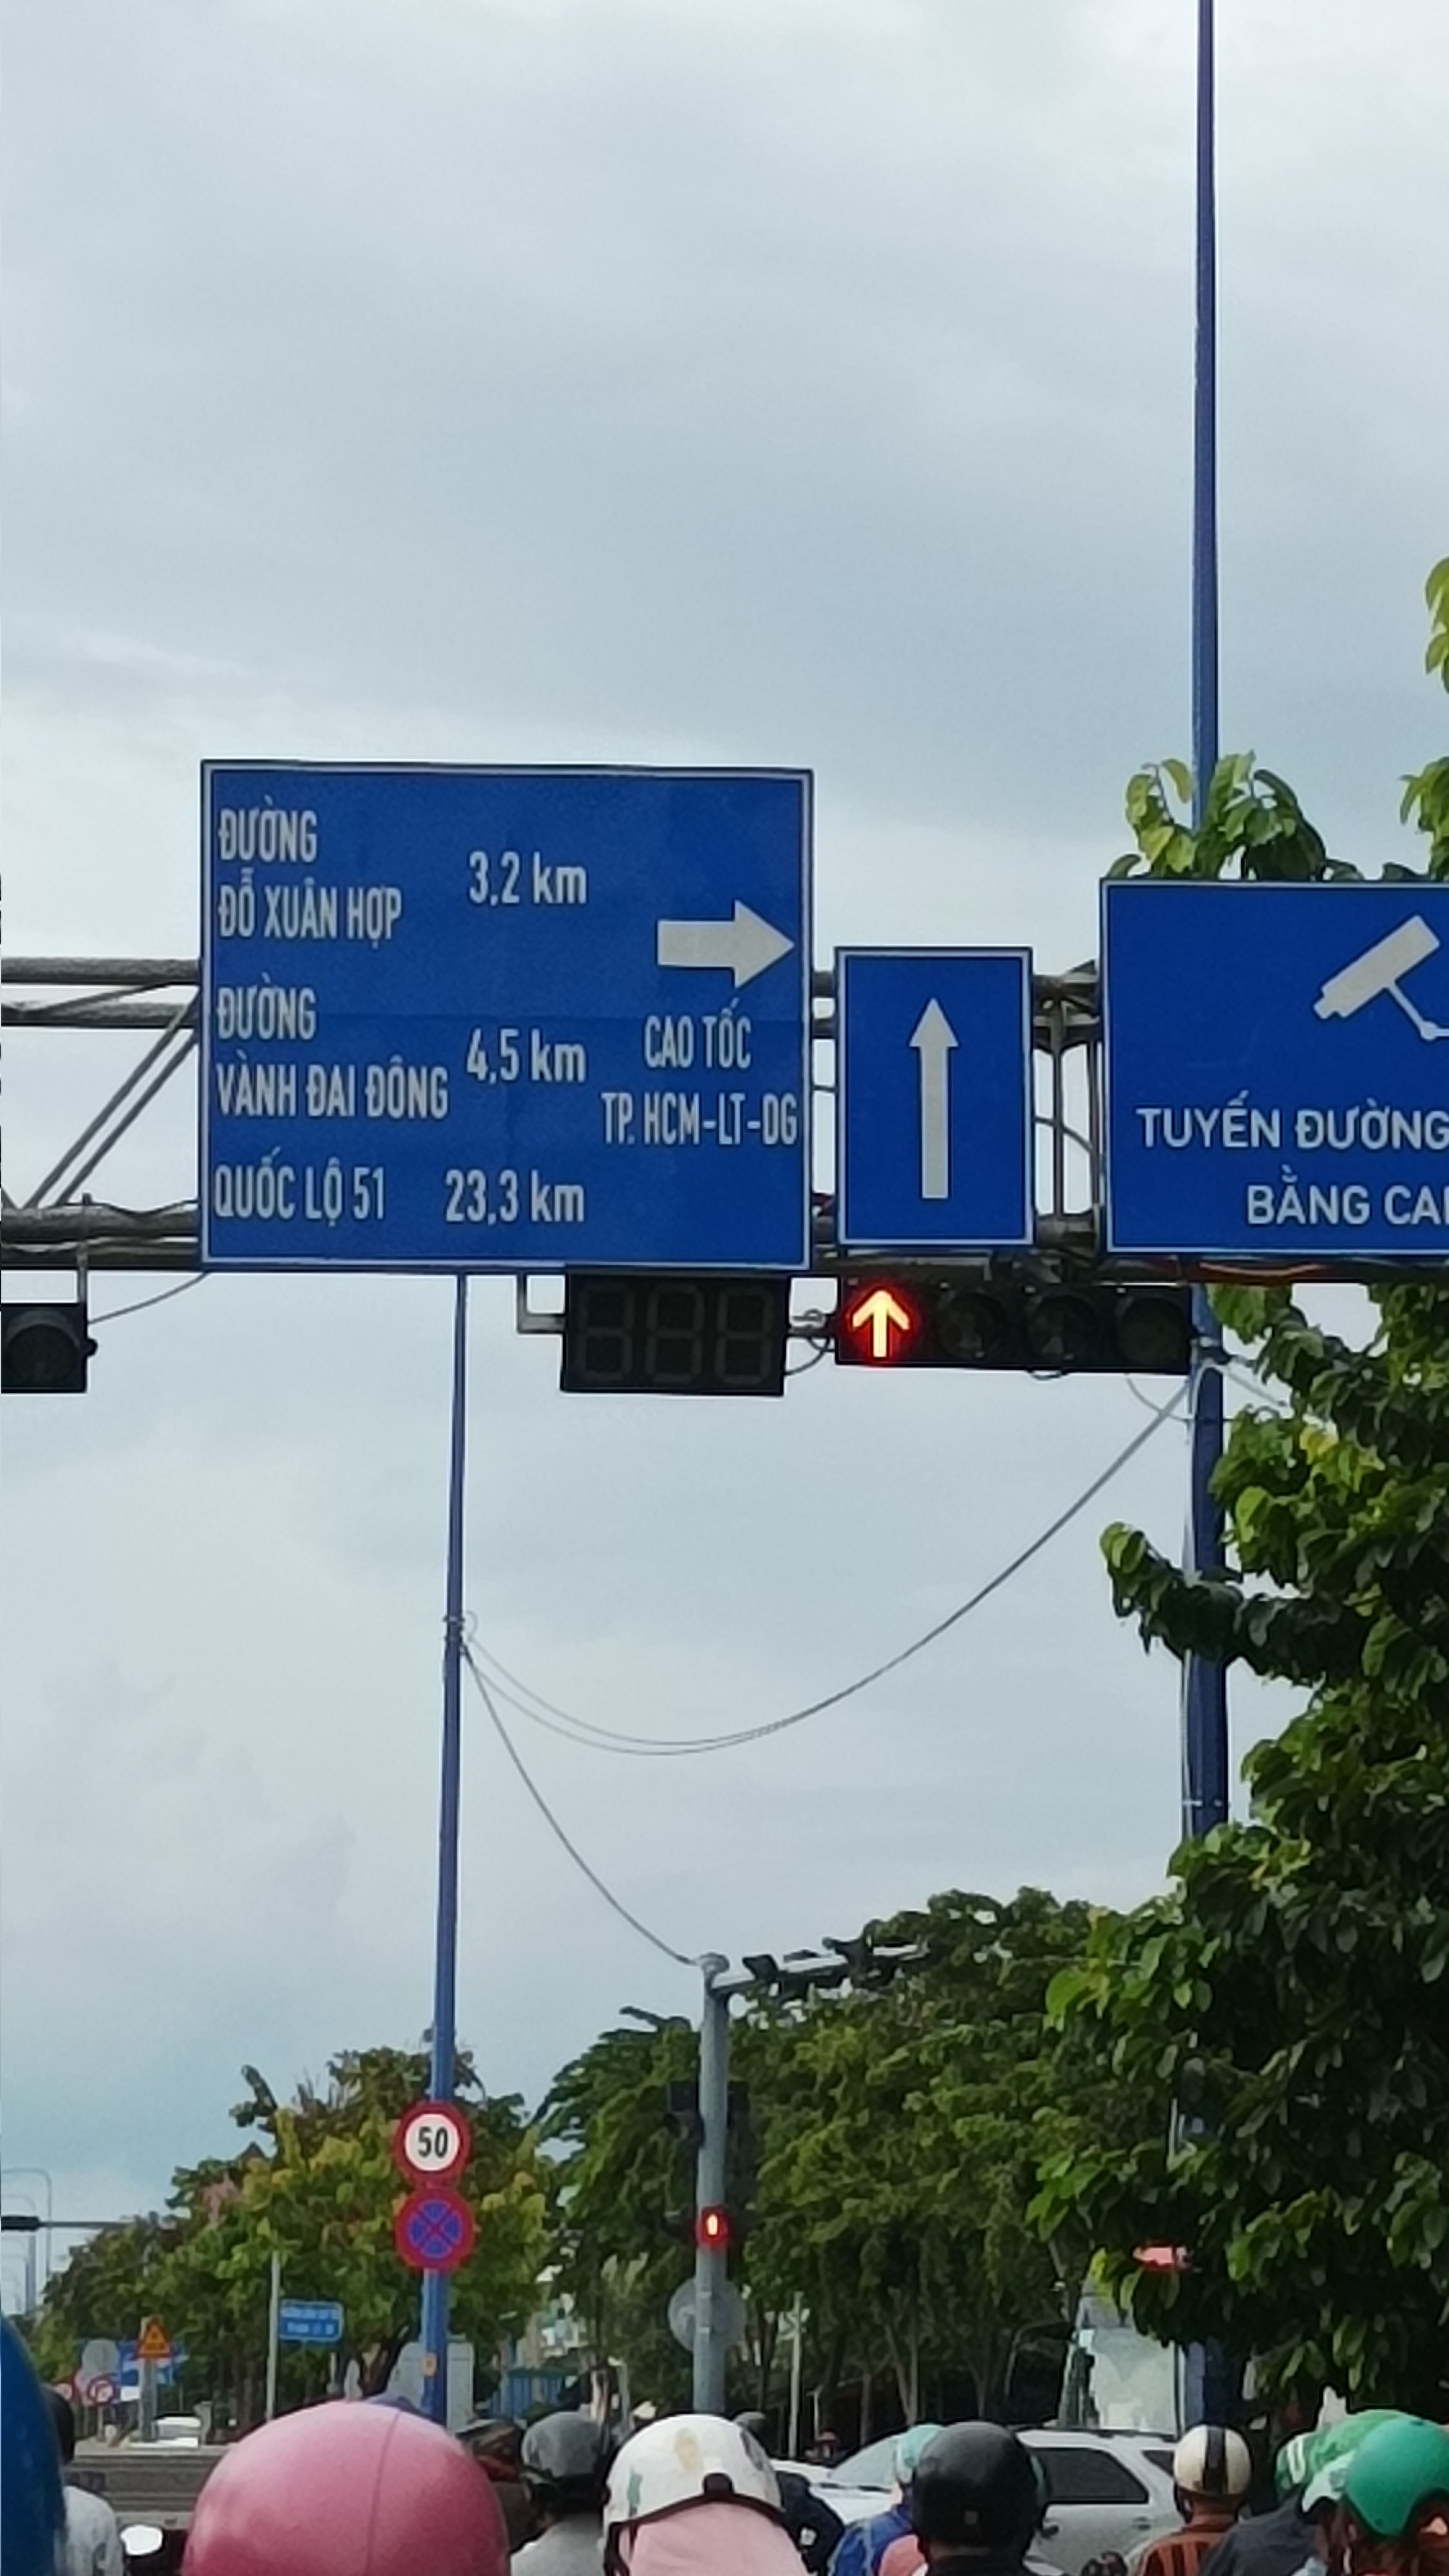 ĐƯỜNG
ĐỖ XUÂN HỢP
3,2 km
ĐƯỜNG
VÀNH ĐAI ĐÔNG
4,5 km
QUỐC LỘ 51
23,3 km
CAO TỐC
TP. HCM-LT-DG
TUYẾN ĐƯỜNG
BẰNG
50